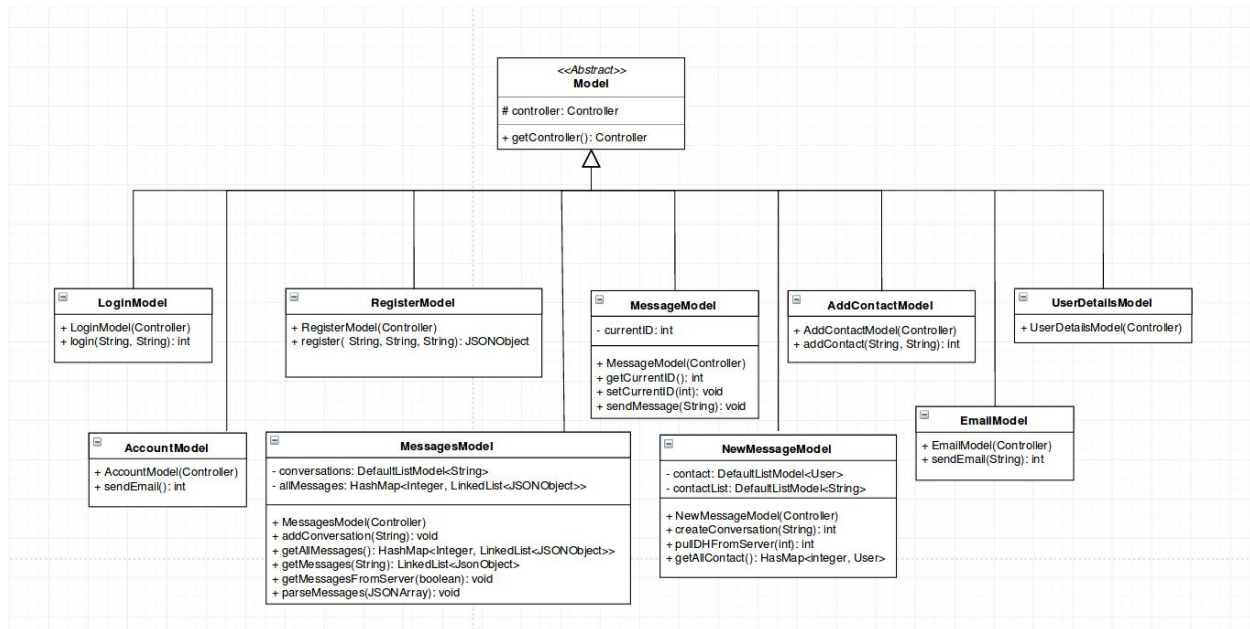 <<Abstract>>
Model
# controller: Controller
+ getController(): Controller
LoginModel
+ LoginModel(Controller)
+ login(String, String): int
RegisterModel
+ RegisterModel(Controller)
+ register( String, String, String): JSONObject
MessageModel
- currentID: int
+ MessageModel(Controller)
+ getCurrentID(): int
+ setCurrentID(int): void
+ sendMessage(String): void
AddContactModel
+ AddContactModel(Controller)
+ addContact(String, String): int
UserDetailsModel
+ UserDetailsModel(Controller)
AccountModel
+ AccountModel(Controller)
+ sendEmail(): int
MessagesModel
- conversations: DefaultListModel<String>
- allMessages: HashMap<Integer, LinkedList<JSONObject>>
+ MessagesModel(Controller)
+ addConversation(String): void
+ getAllMessages(): HashMap<Integer, LinkedList<JSONObject>>
+ getMessages(String): LinkedList<JsonObject>
+ getMessagesFromServer(boolean): void
+ parseMessages(JSONArray): void
NewMessageModel
- contact: DefaultListModel<User>
- contactList: DefaultListModel<String>
+ NewMessageModel(Controller)
+ createConversation(String): int
+ pullDHFromServer(int): int
+ getAllContact(): HasMap<integer, User>
EmailModel
+ EmailModel(Controller)
+ sendEmail(String): int